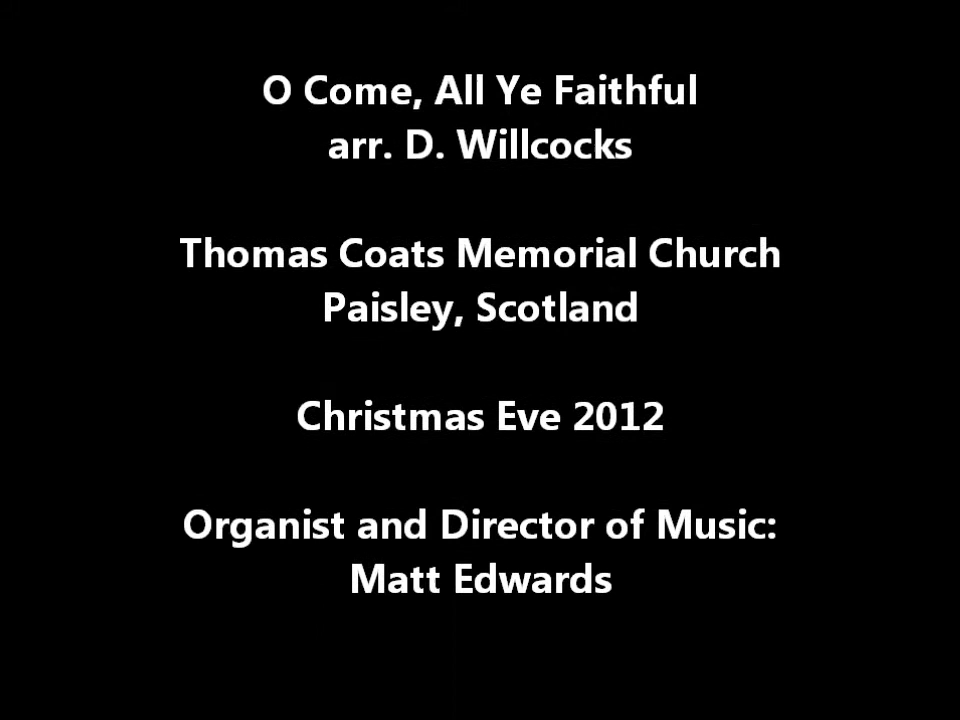 O Come, All Ye Faithful
arr. D. Willcocks
Thomas Coats Memorial Church
Paisley, Scotland
Christmas Eve 2012
Organist and Director of Music:
Matt Edwards